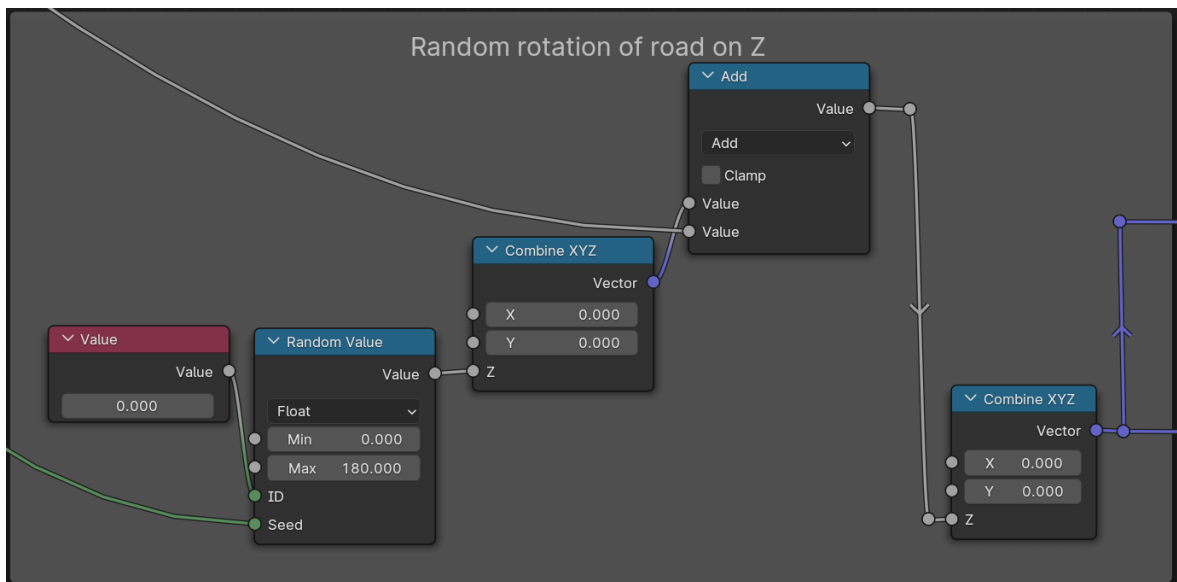 Random rotation of road on Z
Add
Value
Add
Clamp
Value
Value
Combine XYZ
Vector
X 0.000
Y 0.000
Z
Value
Value
0.000
Random Value
Value
Float
Min 0.000
Max 180.000
ID
Seed
Combine XYZ
Vector
X 0.000
Y 0.000
Z